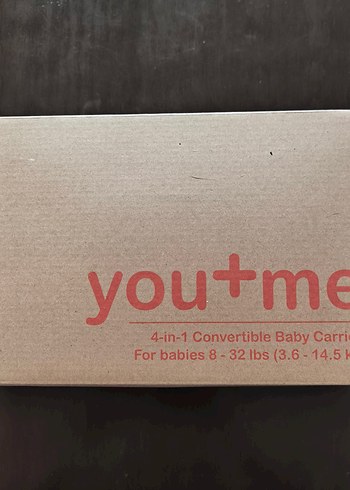 you+me
4-in-1 Convertible Baby Carri
For babies 8 - 32 lbs (3.6 - 14.5 k